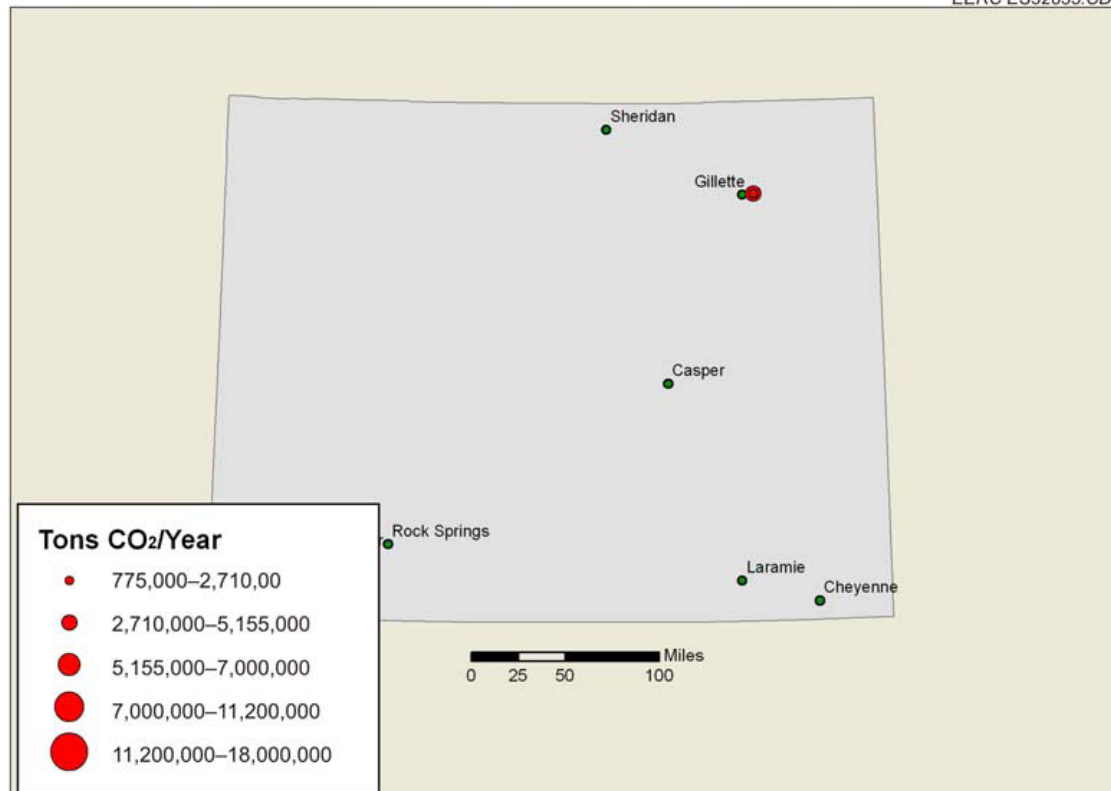 Sheridan
Gillette
Casper
Rock Springs
Laramie
Cheyenne
Miles
0 25 50 100
Tons CO₂/Year
775,000–2,710,00
2,710,000–5,155,000
5,155,000–7,000,000
7,000,000–11,200,000
11,200,000–18,000,000